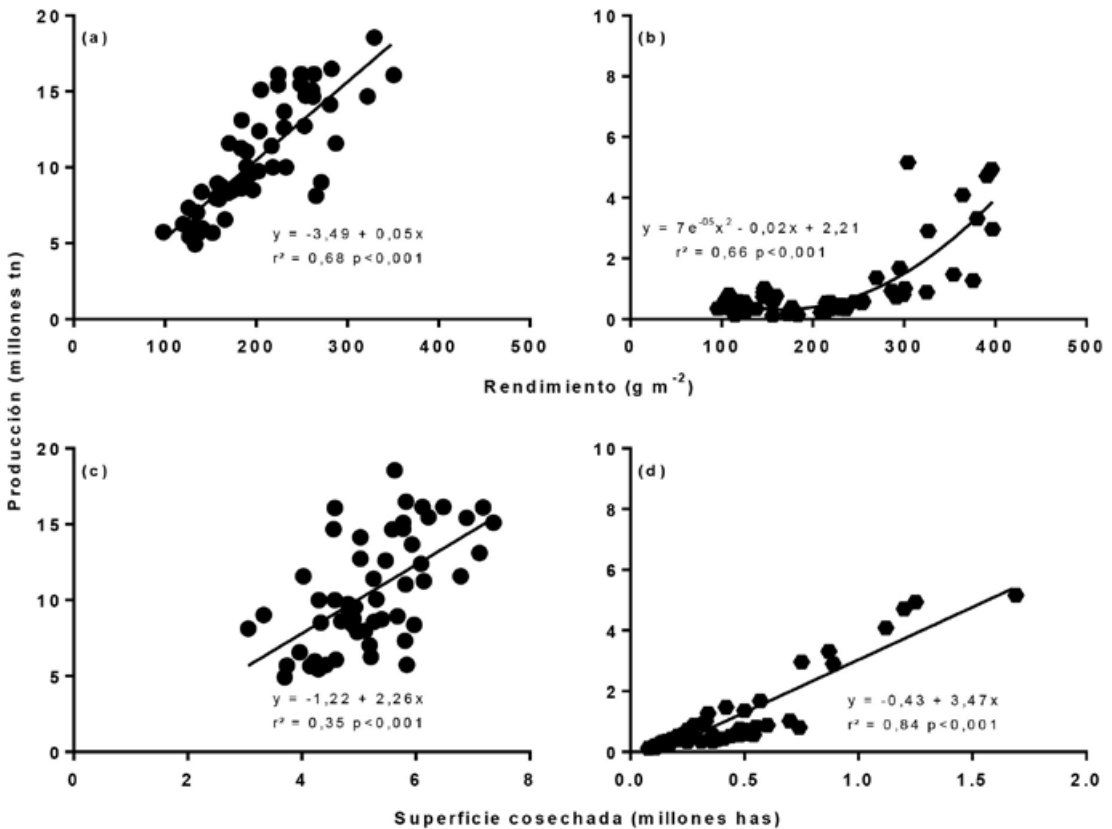 Producción (millones tn)
20
15
10
5
0
(a)
y = -3,49 + 0,05x
r² = 0,68 p<0,001
0 100 200 300 400 500
10
8
6
4
2
0
(b)
y = 7e⁻⁰⁵x² - 0,02x + 2,21
r² = 0,66 p<0,001
0 100 200 300 400 500
Rendimiento (g m⁻²)
20
15
10
5
0
(c)
y = -1,22 + 2,26x
r² = 0,35 p<0,001
0 2 4 6 8
10
8
6
4
2
0
(d)
y = -0,43 + 3,47x
r² = 0,84 p<0,001
0.0 0.5 1.0 1.5 2.0
Superficie cosechada (millones has)